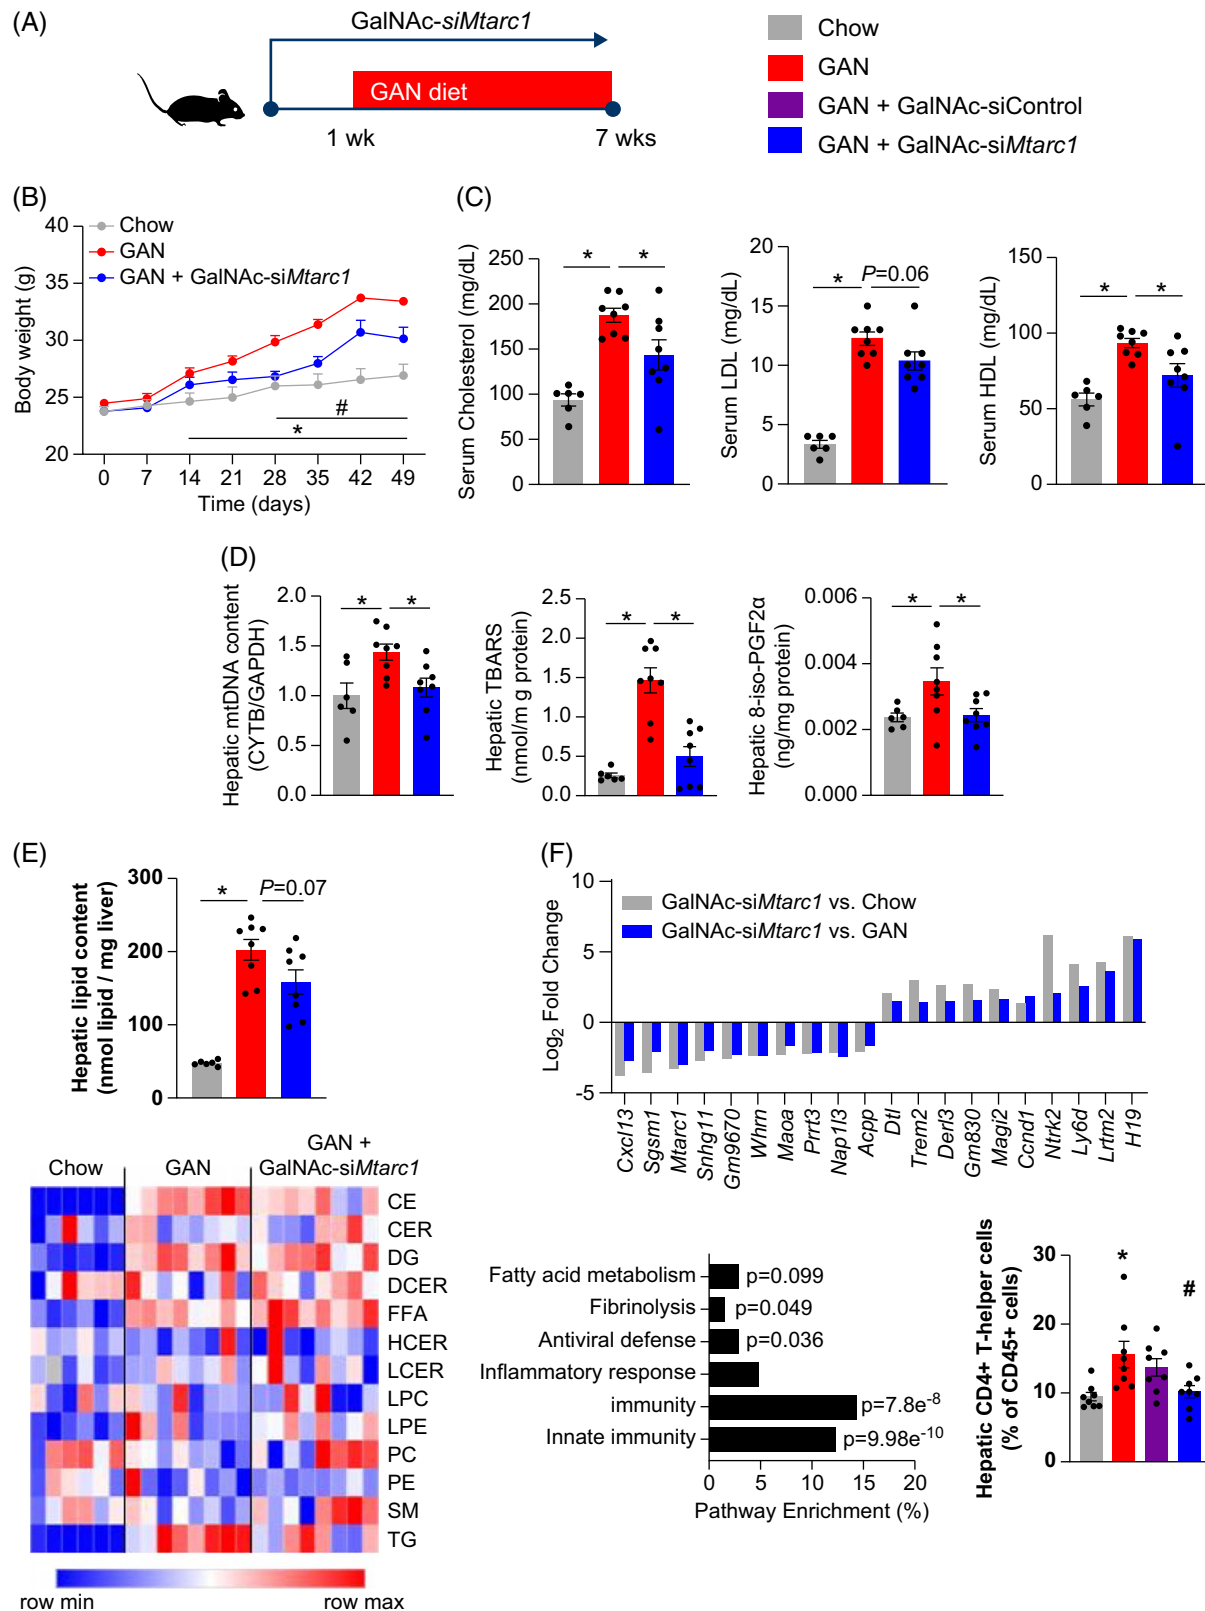 (A)
GalNAc-siMtarc1
GAN diet
1 wk
7 wks
Chow
GAN
GAN + GalNAc-siControl
GAN + GalNAc-siMtarc1
(B)
Body weight (g)
40
35
30
25
20
Chow
GAN
GAN + GalNAc-siMtarc1
#
*
0 7 14 21 28 35 42 49
Time (days)
(C)
Serum Cholesterol (mg/dL)
250
200
150
100
50
0
* *
Serum LDL (mg/dL)
20
15
10
5
0
* P=0.06
Serum HDL (mg/dL)
150
100
50
0
* *
(D)
Hepatic mtDNA content
(CYTB/GAPDH)
2.0
1.5
1.0
0.5
0.0
* *
Hepatic TBARS
(nmol/m g protein)
2.5
2.0
1.5
1.0
0.5
0.0
* *
Hepatic 8-iso-PGF2α
(ng/mg protein)
0.006
0.004
0.002
0.000
* *
(E)
Hepatic lipid content
(nmol lipid / mg liver)
300
200
100
0
* P=0.07
Chow
GAN
GAN +
GalNAc-siMtarc1
CE
CER
DG
DCER
FFA
HCER
LCER
LPC
LPE
PC
PE
SM
TG
row min
row max
(F)
Log2 Fold Change
10
5
0
-5
GalNAc-siMtarc1 vs. Chow
GalNAc-siMtarc1 vs. GAN
Cxcl13
Sgsm1
Mtarc1
Snhg11
Gm9670
Whrn
Maoa
Prrt3
Nap1l3
Acpp
Dtl
Trem2
Derl3
Gm830
Magi2
Ccnd1
Ntrk2
Ly6d
Lrtm2
H19
Fatty acid metabolism p=0.099
Fibrinolysis p=0.049
Antiviral defense p=0.036
Inflammatory response
immunity p=7.8e-8
Innate immunity p=9.98e-10
0 5 10 15 20
Pathway Enrichment (%)
Hepatic CD4+ T-helper cells
(% of CD45+ cells)
30
20
10
0
*
#